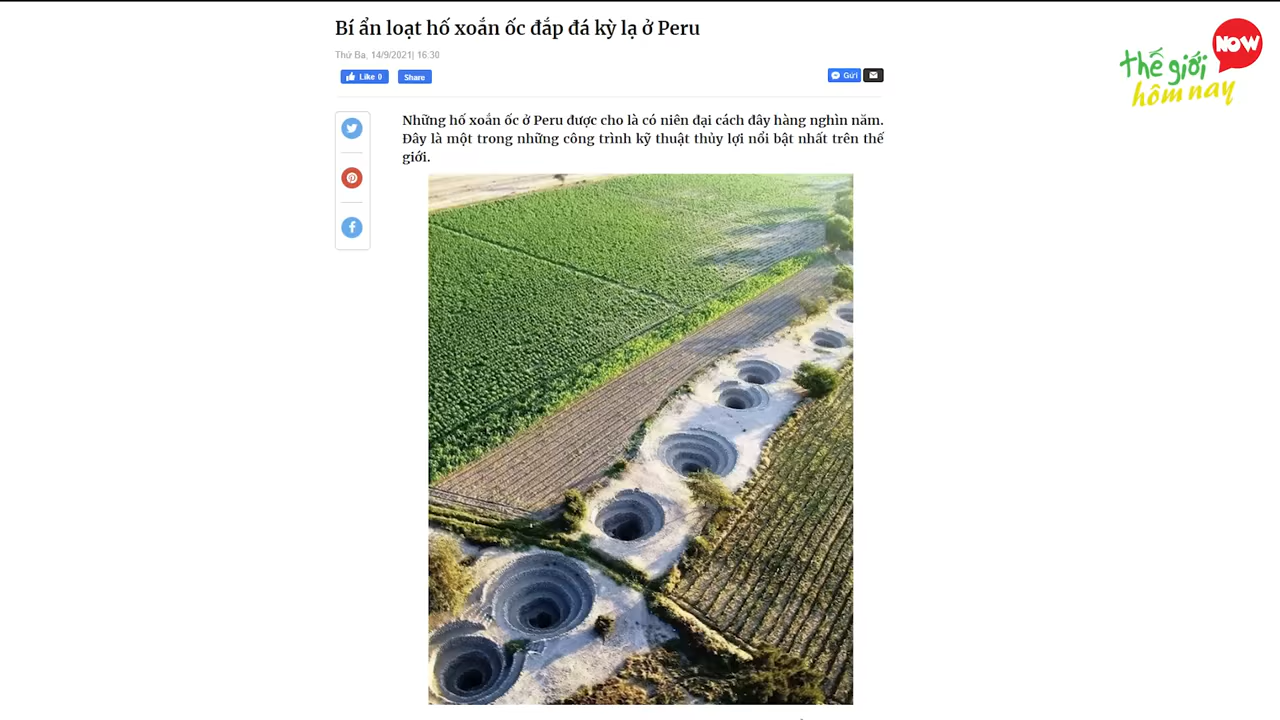 Bí ẩn loạt hố xoắn ốc đắp đá kỳ lạ ở Peru
Thứ Ba, 14/9/2021| 16:30
Like 0
Share
Gửi
Những hố xoắn ốc ở Peru được cho là có niên đại cách đây hàng nghìn năm.
Đây là một trong những công trình kỹ thuật thủy lợi nổi bật nhất trên thế
giới.
NOW
thế giới
hôm nay